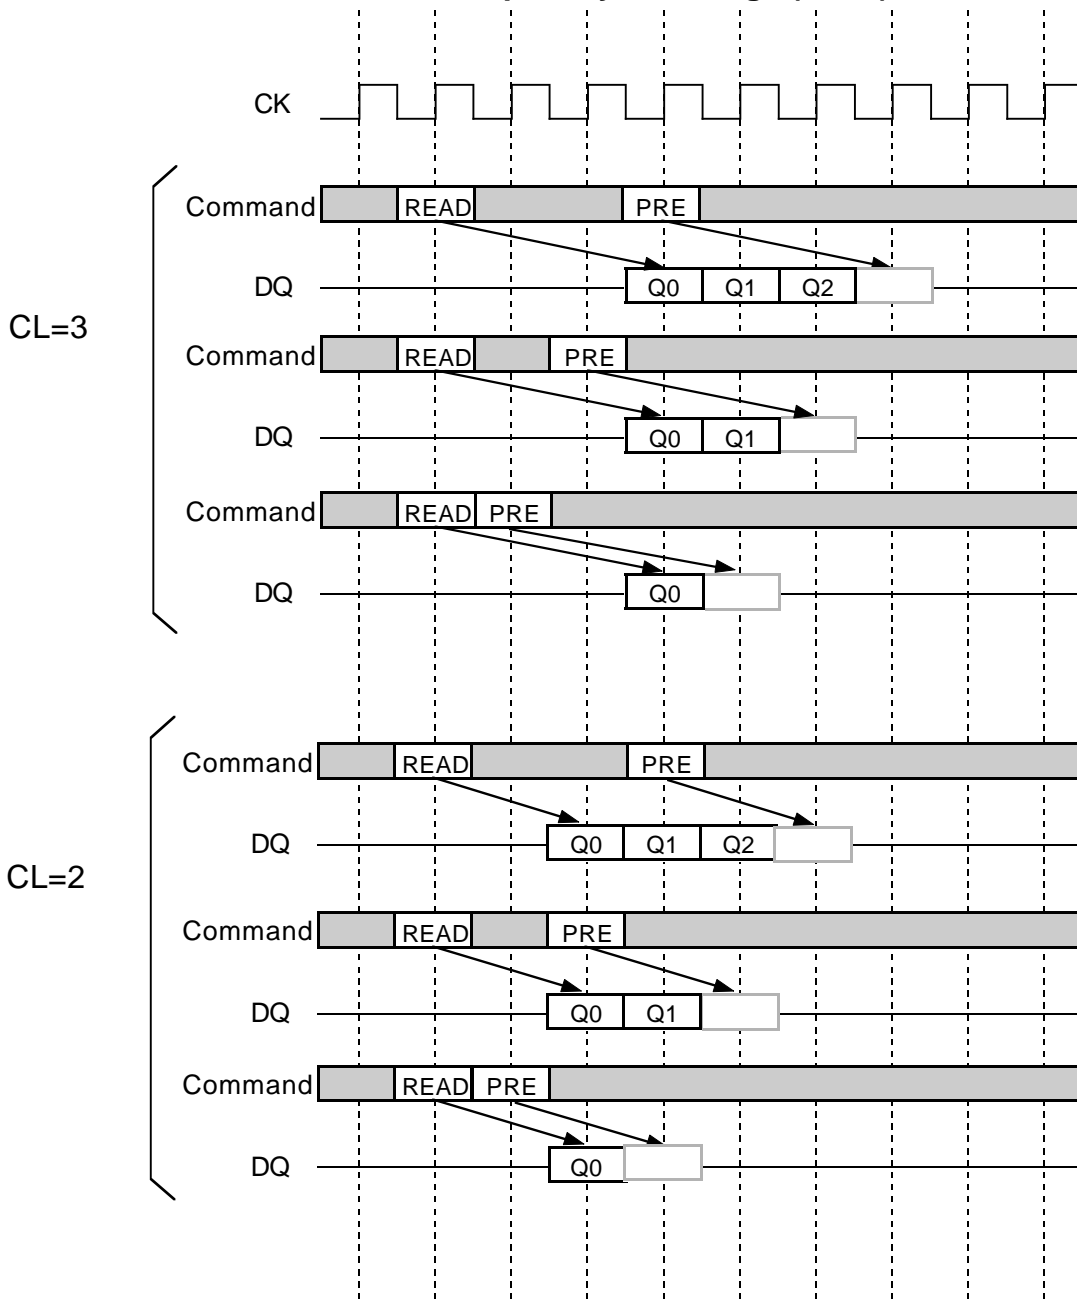 CK
CL=3
Command READ PRE
DQ Q0 Q1 Q2
Command READ PRE
DQ Q0 Q1
Command READ PRE
DQ Q0
CL=2
Command READ PRE
DQ Q0 Q1 Q2
Command READ PRE
DQ Q0 Q1
Command READ PRE
DQ Q0